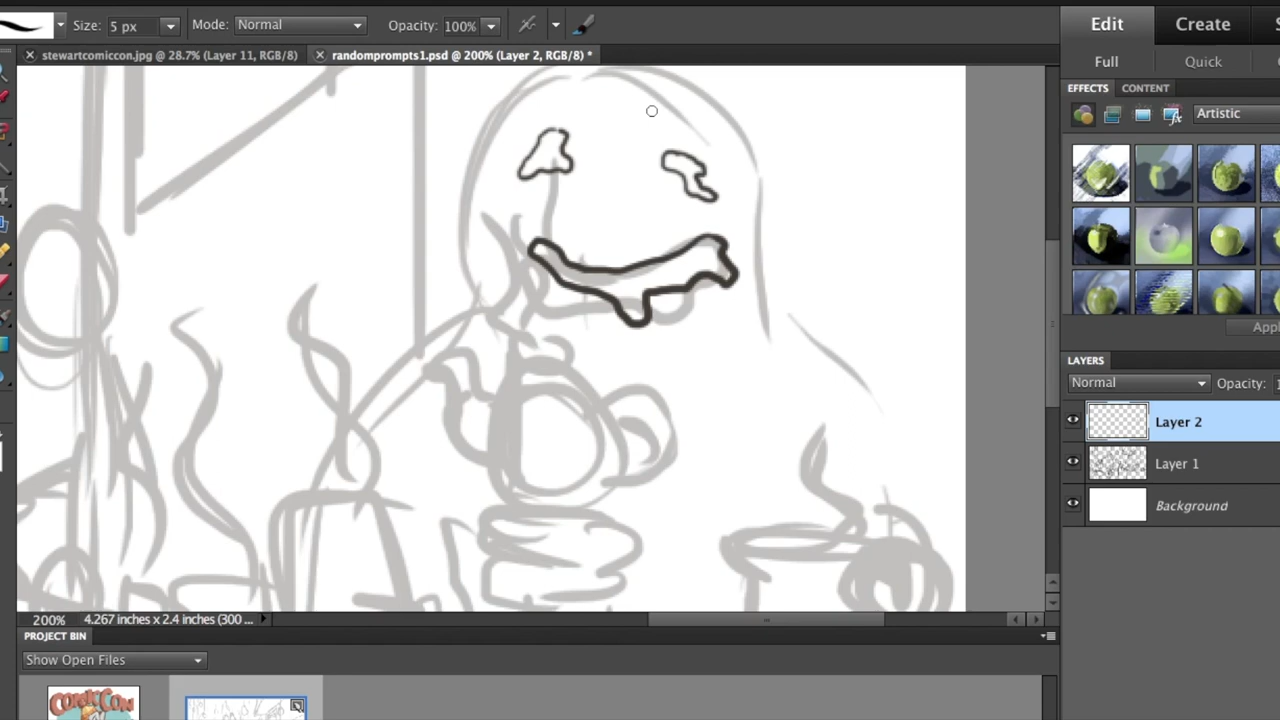 Size: 5 px Mode: Normal Opacity: 100% Edit Create
stewartcomiccon.jpg @ 28.7% (Layer 11, RGB/8) randomprompts1.psd @ 200% (Layer 2, RGB/8) * Full Quick
EFFECTS CONTENT
Artistic
LAYERS
Normal Opacity:
Layer 2
Layer 1
Background
200% 4.267 inches x 2.4 inches (300 ...
PROJECT BIN
Show Open Files
COMIC CON